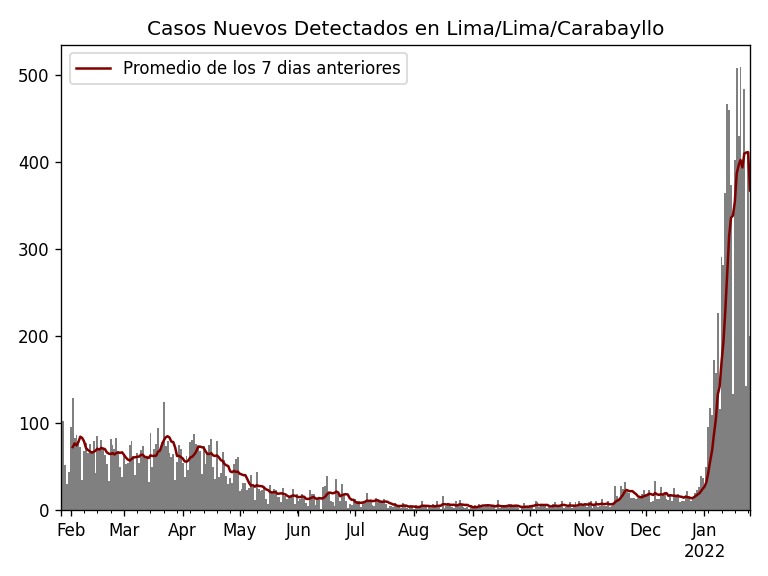 Casos Nuevos Detectados en Lima/Lima/Carabayllo
Promedio de los 7 dias anteriores
500
400
300
200
100
0
Feb Mar Apr May Jun Jul Aug Sep Oct Nov Dec Jan
2022